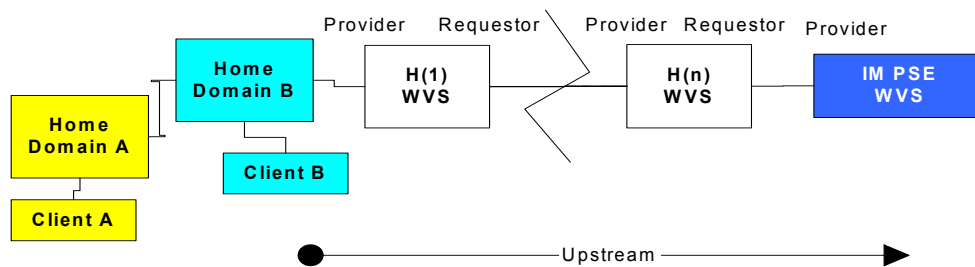 Provider
Requestor
Provider
Requestor
Provider
Home
Domain B
H(1)
WVS
H(n)
WVS
IM PSE
WVS
Home
Domain A
Client B
Client A
Upstream